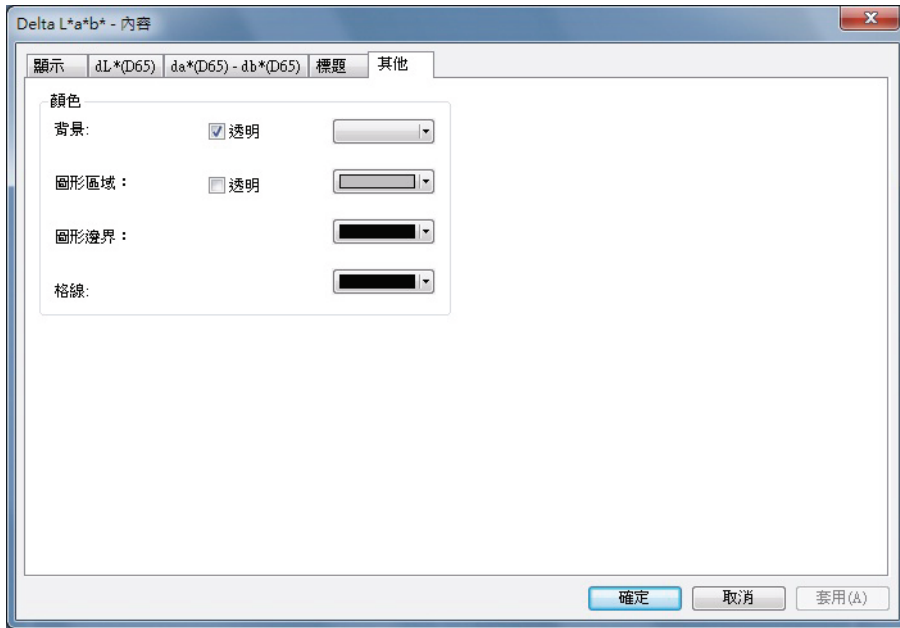 Delta L*a*b* - 內容
顯示 dL*(D65) da*(D65) - db*(D65) 標題 其他
顏色
背景: 透明
圖形區域： 透明
圖形邊界：
格線:
確定 取消 套用(A)